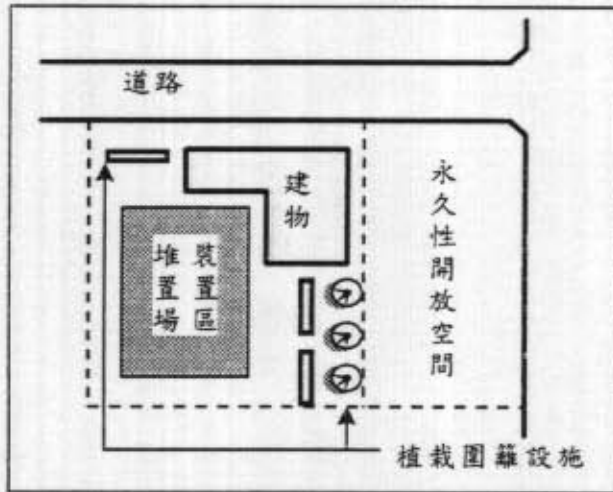 道路
建物
永久性開放空間
裝置區
堆置場
植栽圍籬設施